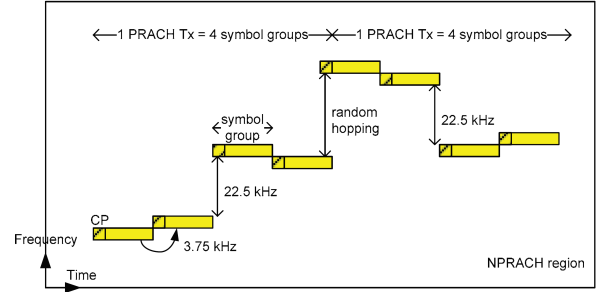 1 PRACH Tx = 4 symbol groups
1 PRACH Tx = 4 symbol groups
symbol
group
random
hopping
22.5 kHz
22.5 kHz
CP
3.75 kHz
Frequency
NPRACH region
Time